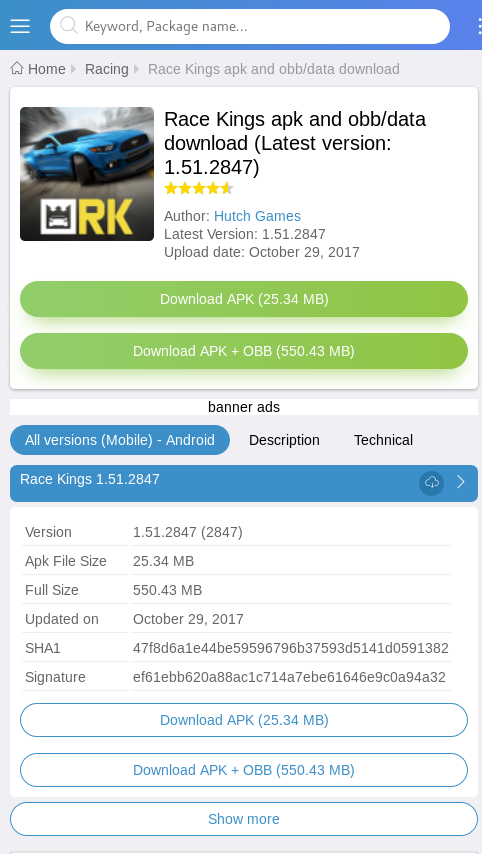 Keyword, Package name...
Home Racing Race Kings apk and obb/data download
RK
Race Kings apk and obb/data
download (Latest version:
1.51.2847)
Author: Hutch Games
Latest Version: 1.51.2847
Upload date: October 29, 2017
Download APK (25.34 MB)
Download APK + OBB (550.43 MB)
banner ads
All versions (Mobile) - Android Description Technical
Race Kings 1.51.2847
Version 1.51.2847 (2847)
Apk File Size 25.34 MB
Full Size 550.43 MB
Updated on October 29, 2017
SHA1 47f8d6a1e44be59596796b37593d5141d0591382
Signature ef61ebb620a88ac1c714a7ebe61646e9c0a94a32
Download APK (25.34 MB)
Download APK + OBB (550.43 MB)
Show more